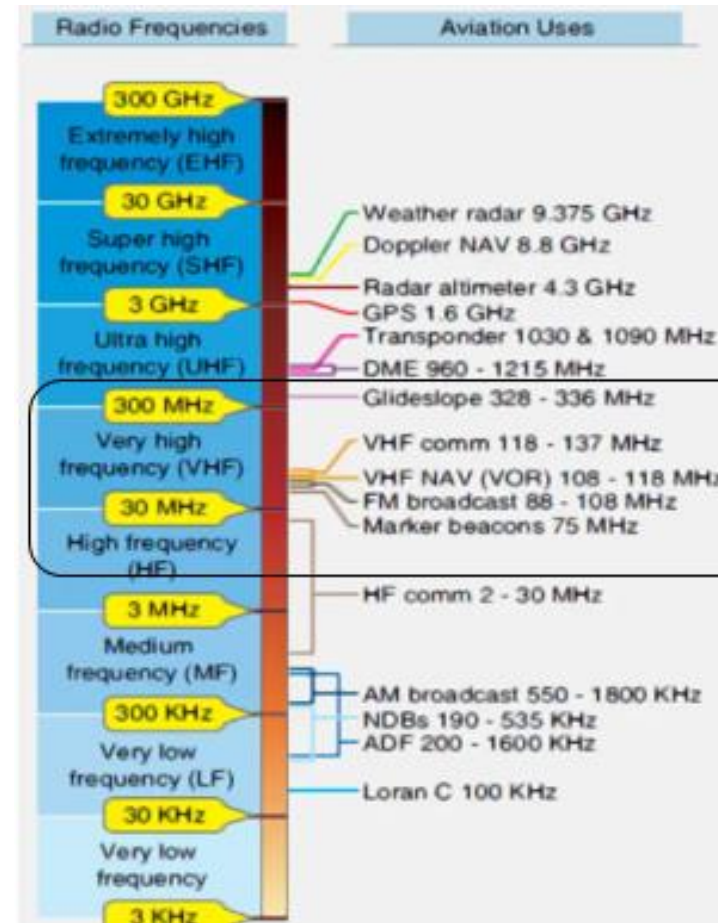 Radio Frequencies
Aviation Uses
300 GHz
Extremely high
frequency (EHF)
30 GHz
Super high
frequency (SHF)
3 GHz
Ultra high
frequency (UHF)
300 MHz
Very high
frequency (VHF)
30 MHz
High frequency
(HF)
3 MHz
Medium
frequency (MF)
300 KHz
Very low
frequency (LF)
30 KHz
Very low
frequency
3 KHz
Weather radar 9.375 GHz
Doppler NAV 8.8 GHz
Radar altimeter 4.3 GHz
GPS 1.6 GHz
Transponder 1030 & 1090 MHz
DME 960 - 1215 MHz
Glideslope 328 - 336 MHz
VHF comm 118 - 137 MHz
VHF NAV (VOR) 108 - 118 MHz
FM broadcast 88 - 108 MHz
Marker beacons 75 MHz
HF comm 2 - 30 MHz
AM broadcast 550 - 1800 KHz
NDBs 190 - 535 KHz
ADF 200 - 1600 KHz
Loran C 100 KHz